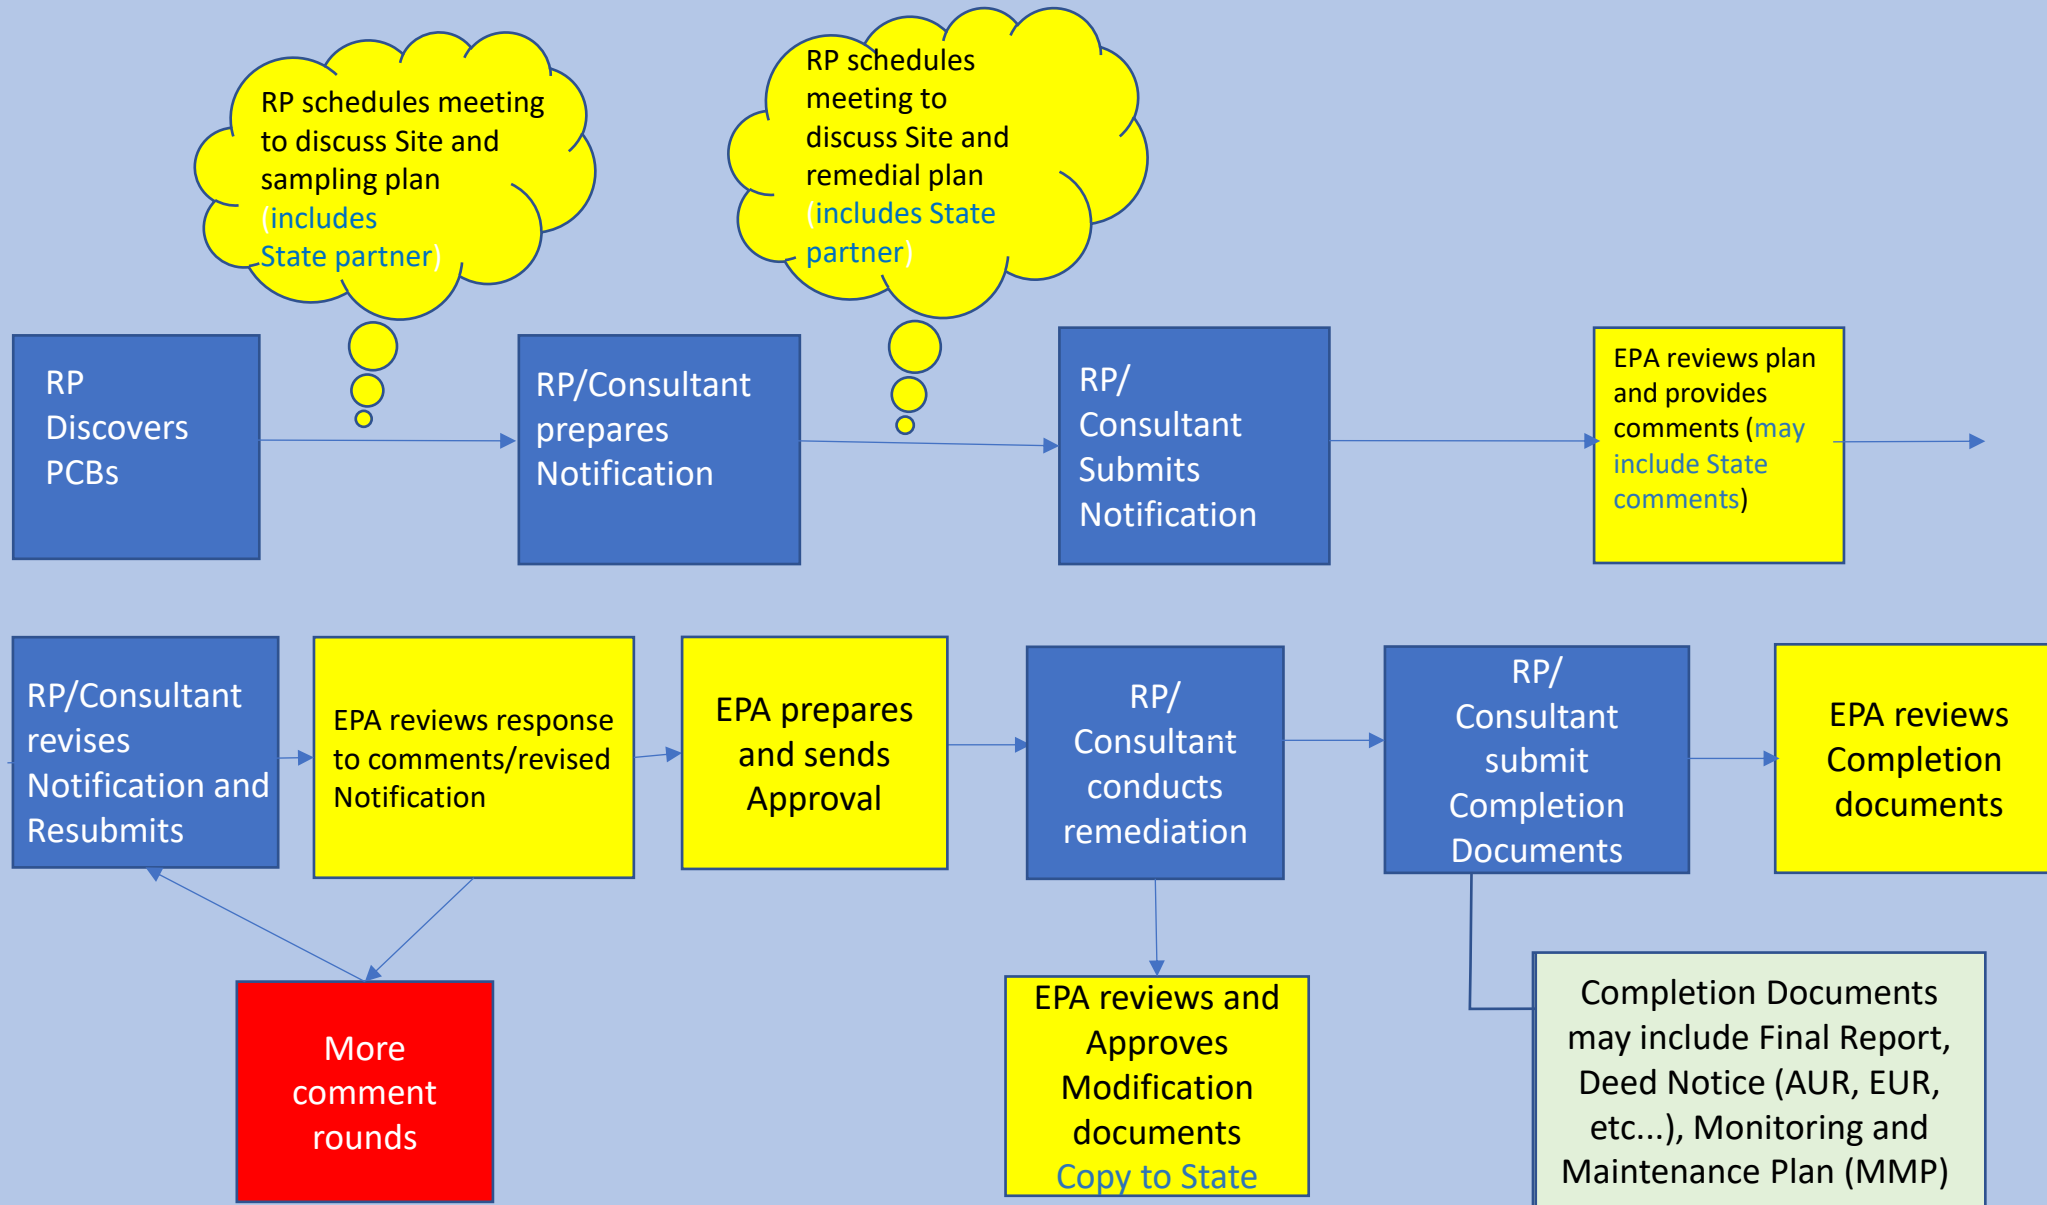 RP schedules meeting
to discuss Site and
sampling plan
(includes
State partner)
RP schedules
meeting to
discuss Site and
remedial plan
(includes State
partner)
RP
Discovers
PCBs
RP/Consultant
prepares
Notification
RP/
Consultant
Submits
Notification
EPA reviews plan
and provides
comments (may
include State
comments)
RP/Consultant
revises
Notification and
Resubmits
EPA reviews response
to comments/revised
Notification
EPA prepares
and sends
Approval
RP/
Consultant
conducts
remediation
RP/
Consultant
submit
Completion
Documents
EPA reviews
Completion
documents
More
comment
rounds
EPA reviews and
Approves
Modification
documents
Copy to State
Completion Documents
may include Final Report,
Deed Notice (AUR, EUR,
etc...), Monitoring and
Maintenance Plan (MMP)